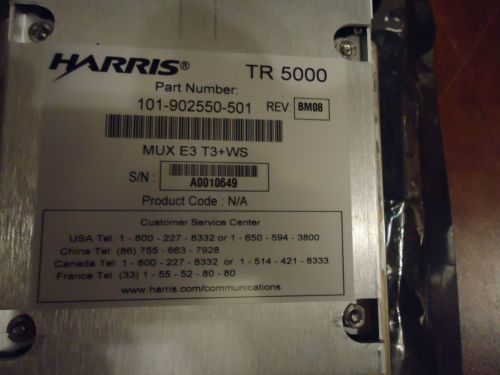 HARRIS® TR 5000
Part Number:
101-902550-501 REV: BM08
MUX E3 T3+WS
S/N : A0010649
Product Code : N/A
Customer Service Center
USA Tel: 1 - 800 - 227 - 8332 or 1 - 650 - 594 - 3800
China Tel: (86) 755 - 663 - 7928
Canada Tel: 1 - 800 - 227 - 8332 or 1 - 514 - 421 - 8333
France Tel: (33) 1 - 55 - 52 - 80 - 80
www.harris.com/communications